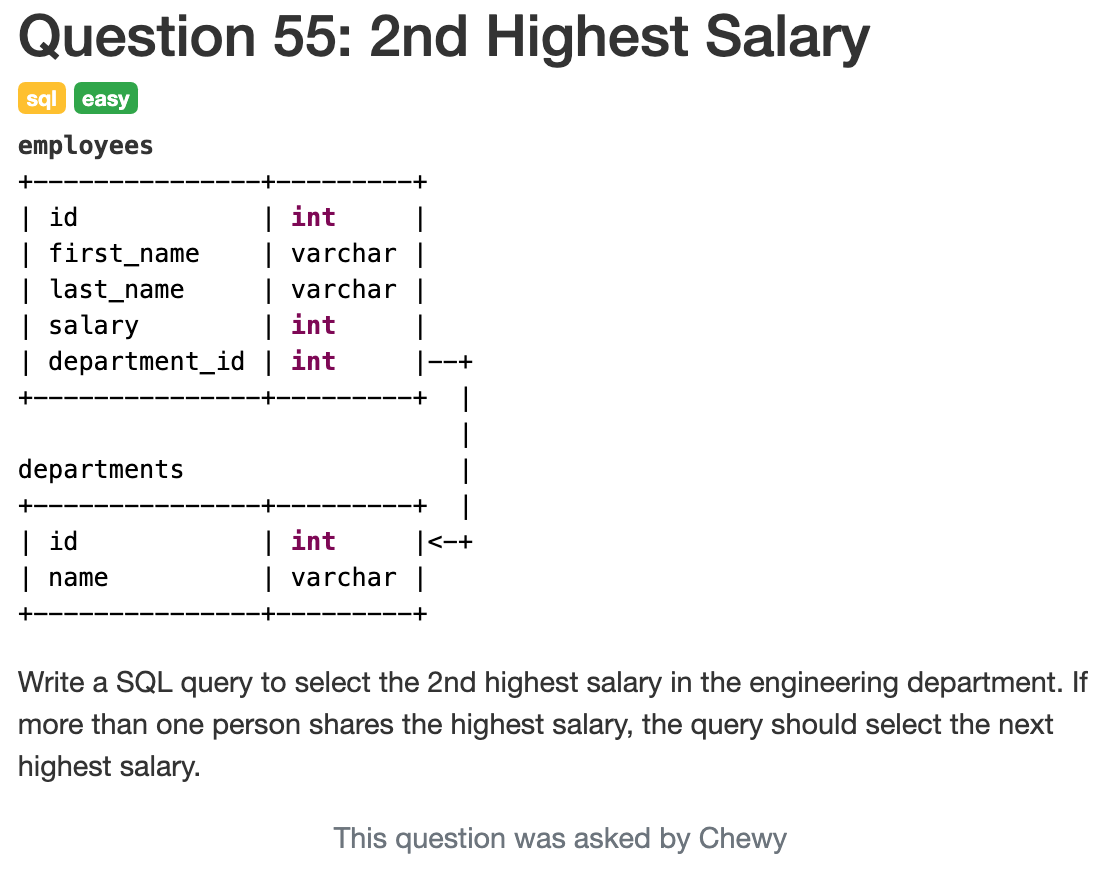 Question 55: 2nd Highest Salary
sql easy
employees
+---------------+---------+
| id            | int     |
| first_name    | varchar |
| last_name     | varchar |
| salary        | int     |
| department_id | int     |--+
+---------------+---------+  |
                             |
departments                  |
+---------------+---------+  |
| id            | int     |<-+
| name          | varchar |
+---------------+---------+
Write a SQL query to select the 2nd highest salary in the engineering department. If
more than one person shares the highest salary, the query should select the next
highest salary.
This question was asked by Chewy